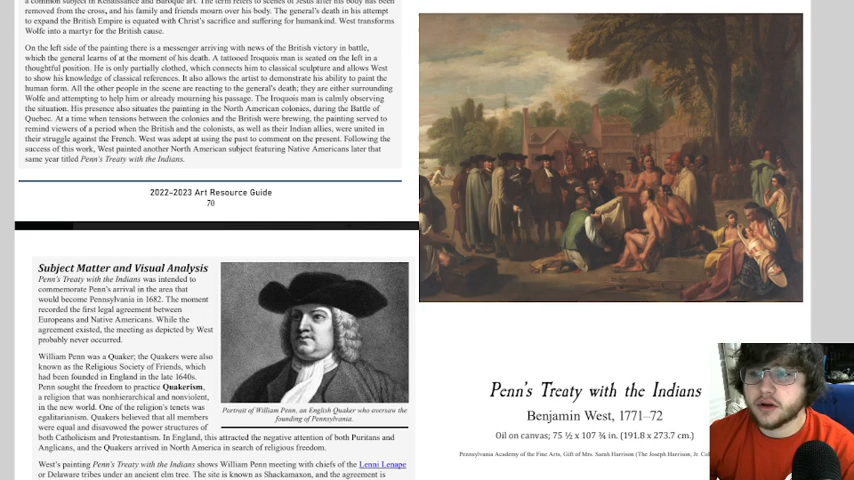 a common subject in Renaissance and Baroque art. The term refers to scenes of Jesus after his body has been
removed from the cross, and his family and friends mourn over his body. The general's death in his attempt
to expand the British Empire is equated with Christ's sacrifice and suffering for humankind. West transforms
Wolfe into a martyr for the British cause.
On the left side of the painting there is a messenger arriving with news of the British victory in battle,
which the general learns of at the moment of his death. A tattooed Iroquois man is seated on the left in a
thoughtful position. He is only partially clothed, which connects him to classical sculpture and allows West
to show his knowledge of classical references. It also allows the artist to demonstrate his ability to paint the
human form. All the other people in the scene are reacting to the general's death; they are either surrounding
Wolfe and attempting to help him or already mourning his passage. The Iroquois man is calmly observing
the situation. His presence also situates the painting in the North American colonies, during the Battle of
Quebec. At a time when tensions between the colonies and the British were brewing, the painting served to
remind viewers of a period when the British and the colonists, as well as their Indian allies, were united in
their struggle against the French. West was adept at using the past to comment on the present. Following the
success of this work, West painted another North American subject featuring Native Americans later that
same year titled Penn's Treaty with the Indians.
2022–2023 Art Resource Guide
70
Subject Matter and Visual Analysis
Penn's Treaty with the Indians was intended to
commemorate Penn's arrival in the area that
would become Pennsylvania in 1682. The moment
recorded the first legal agreement between
Europeans and Native Americans. While the
agreement existed, the meeting as depicted by West
probably never occurred.
William Penn was a Quaker; the Quakers were also
known as the Religious Society of Friends, which
had been founded in England in the late 1640s.
Penn sought the freedom to practice Quakerism,
a religion that was nonhierarchical and nonviolent,
in the new world. One of the religion's tenets was
egalitarianism. Quakers believed that all members
were equal and disavowed the power structures of
both Catholicism and Protestantism. In England, this attracted the negative attention of both Puritans and
Anglicans, and the Quakers arrived in North America in search of religious freedom.
West's painting Penn's Treaty with the Indians shows William Penn meeting with chiefs of the Lenni Lenape
or Delaware tribes under an ancient elm tree. The site is known as Shackamaxon, and the agreement is
Portrait of William Penn, an English Quaker who oversaw the
founding of Pennsylvania.
Penn's Treaty with the Indians
Benjamin West, 1771–72
Oil on canvas; 75 ½ x 107 ¾ in. (191.8 x 273.7 cm.)
Pennsylvania Academy of the Fine Arts, Gift of Mrs. Sarah Harrison (The Joseph Harrison, Jr. Col